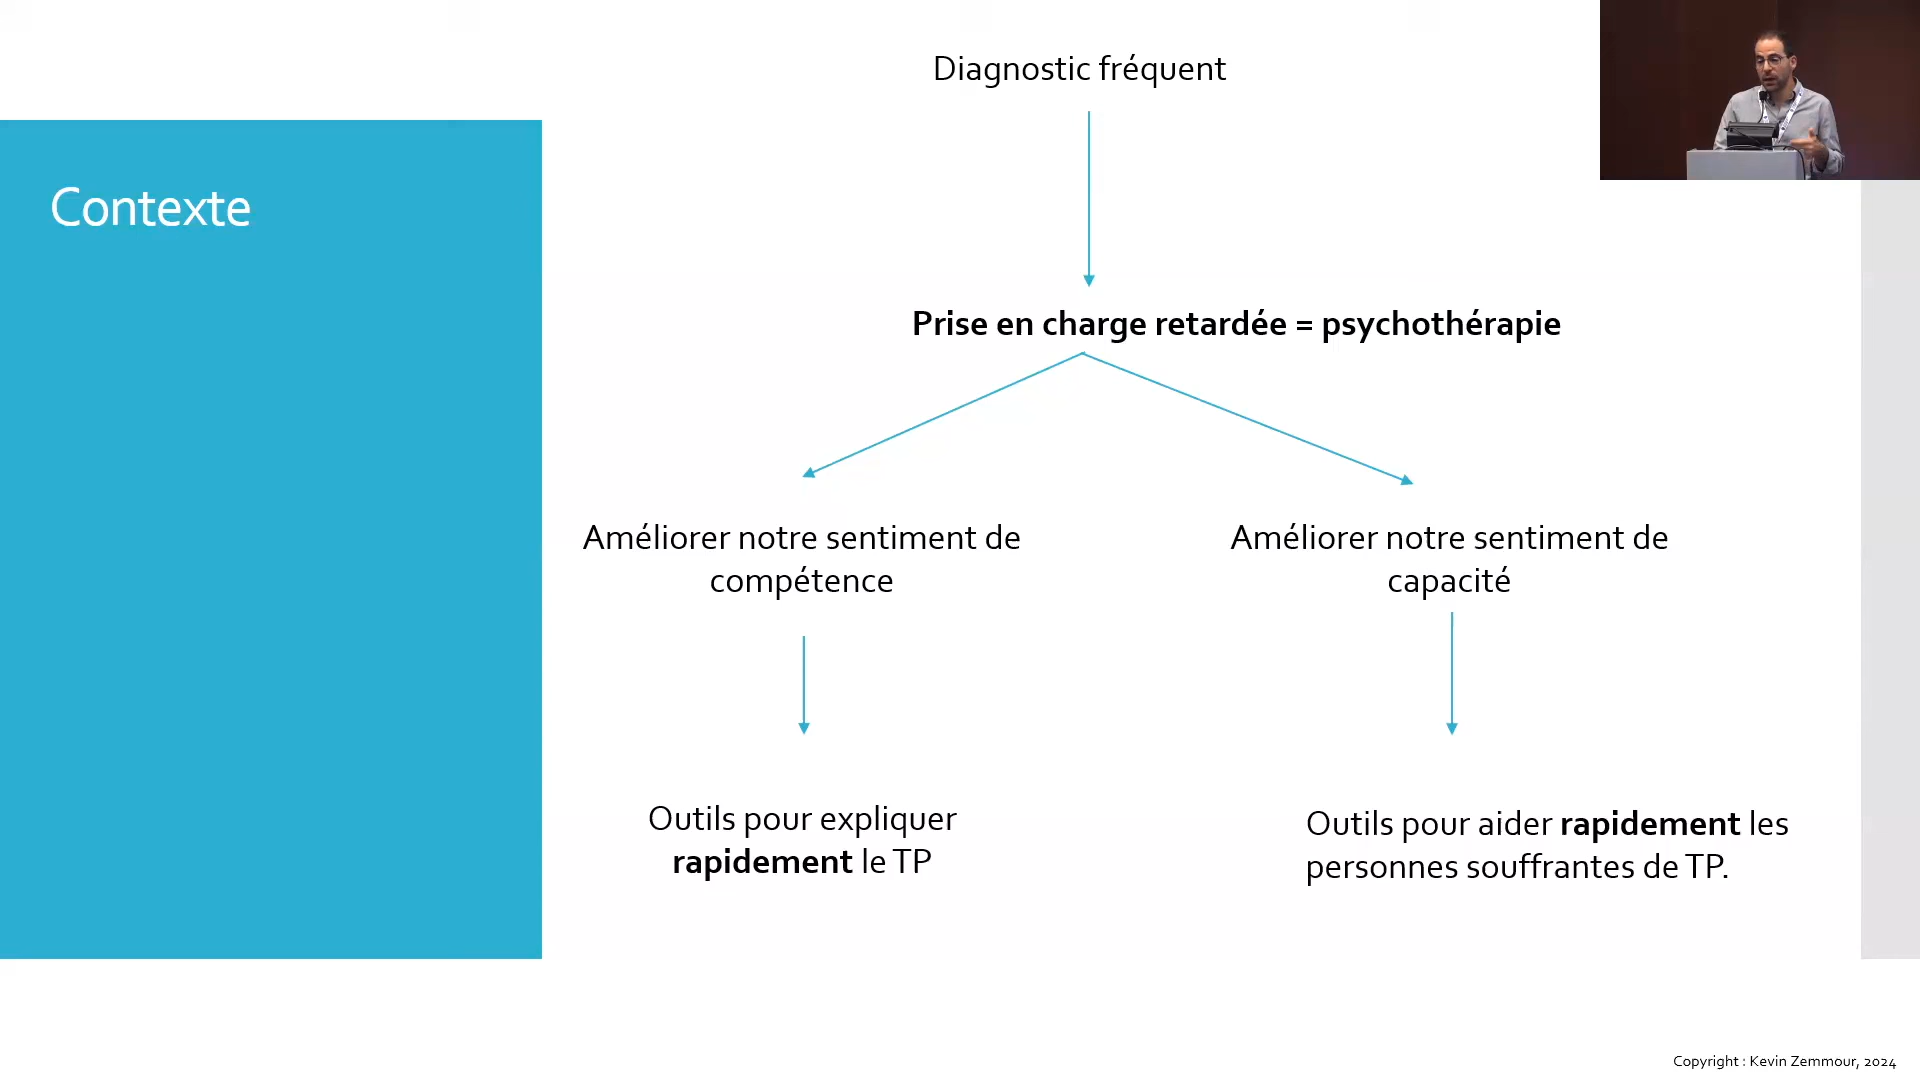 Diagnostic fréquent
Contexte
Prise en charge retardée = psychothérapie
Améliorer notre sentiment de
compétence
Améliorer notre sentiment de
capacité
Outils pour expliquer
rapidement le TP
Outils pour aider rapidement les
personnes souffrantes de TP.
Copyright : Kevin Zemmour, 2024